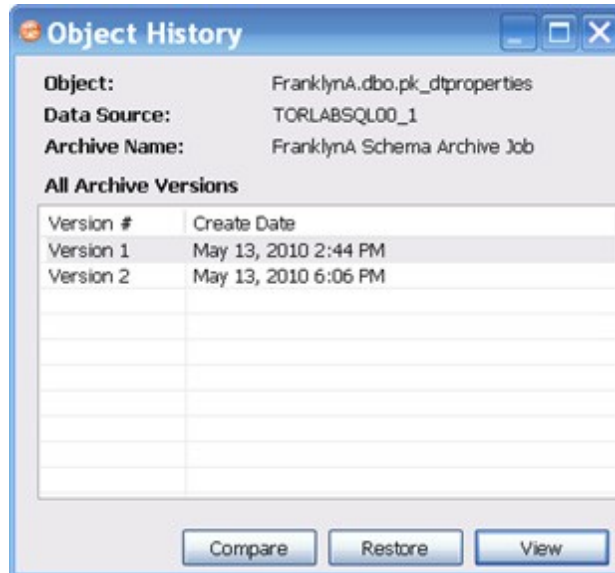 Object History
Object: FranklynA.dbo.pk_dtproperties
Data Source: TORLABSQL00_1
Archive Name: FranklynA Schema Archive Job
All Archive Versions
Version # Create Date
Version 1 May 13, 2010 2:44 PM
Version 2 May 13, 2010 6:06 PM
Compare Restore View